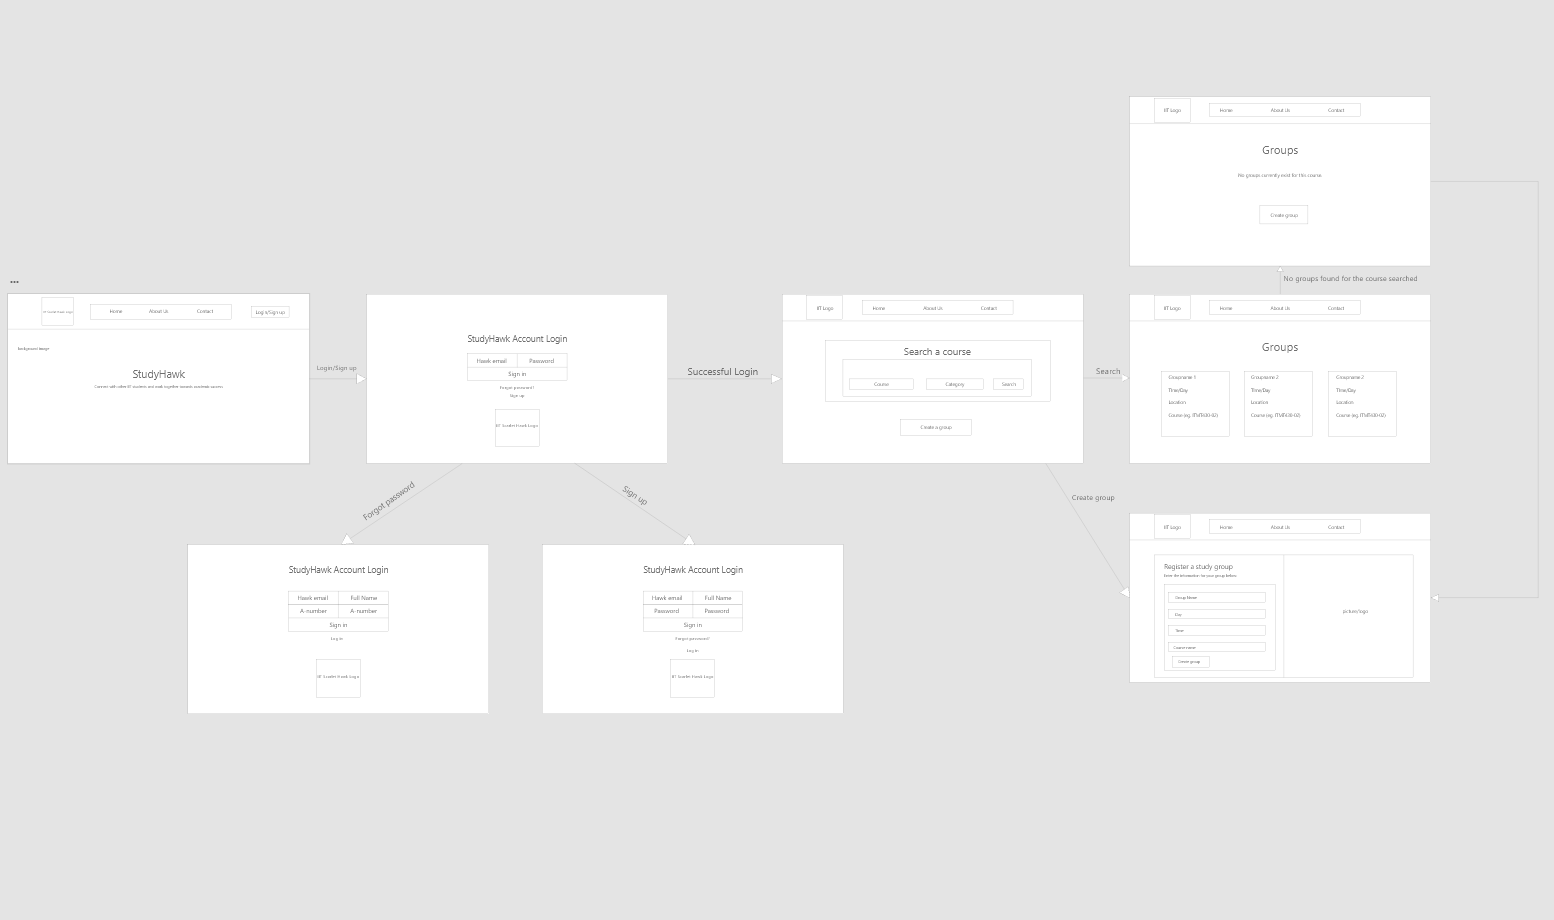 IIT Logo
Home About Us Contact
Groups
No groups currently exist for this course.
Create group
No groups found for the course searched
•••
IIT Scarlet Hawk Logo
Home About Us Contact
Log in/Sign up
background image
StudyHawk
Connect with other IIT students and work together towards academic success
Login/Sign up
StudyHawk Account Login
Hawk email Password
Sign in
Forgot password?
Sign up
IIT Scarlet Hawk Logo
Successful Login
IIT Logo
Home About Us Contact
Search a course
Course Category Search
Create a group
Search
IIT Logo
Home About Us Contact
Groups
Groupname 1
Time/Day
Location
Course (eg. ITMT430-02)
Groupname 2
Time/Day
Location
Course (eg. ITMT430-02)
Groupname 2
Time/Day
Location
Course (eg. ITMT430-02)
Forgot password
Sign up
Create group
StudyHawk Account Login
Hawk email Full Name
A-number A-number
Sign in
Log in
IIT Scarlet Hawk Logo
StudyHawk Account Login
Hawk email Full Name
Password Password
Sign in
Forgot password?
Log in
IIT Scarlet Hawk Logo
IIT Logo
Home About Us Contact
Register a study group
Enter the information for your group below.
Group Name
Day
Time
Course name
Create group
picture/logo